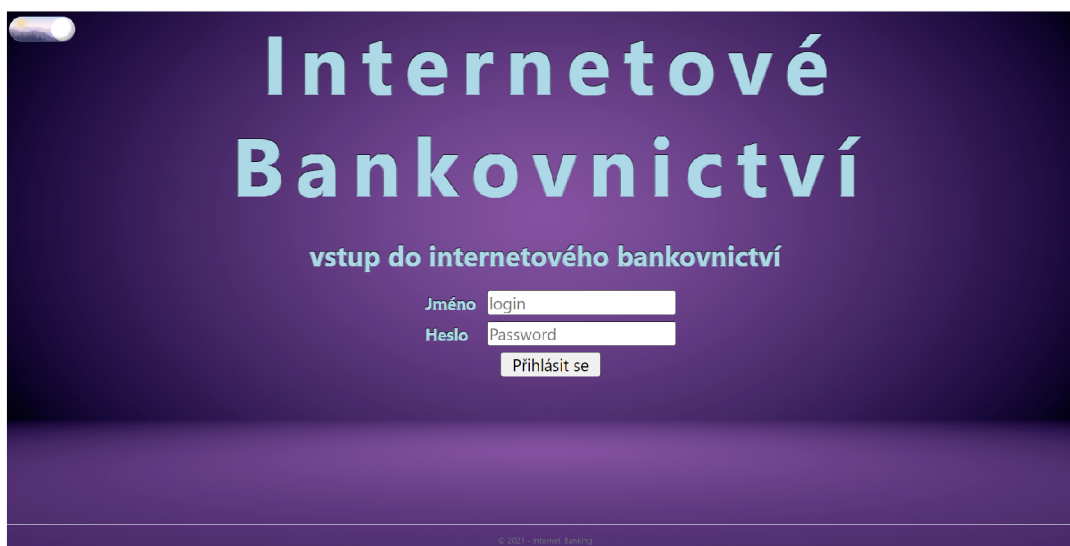 Internetové
Bankovnictví
vstup do internetového bankovnictví
Jméno login
Heslo Password
Přihlásit se
© 2021 - Internet Banking